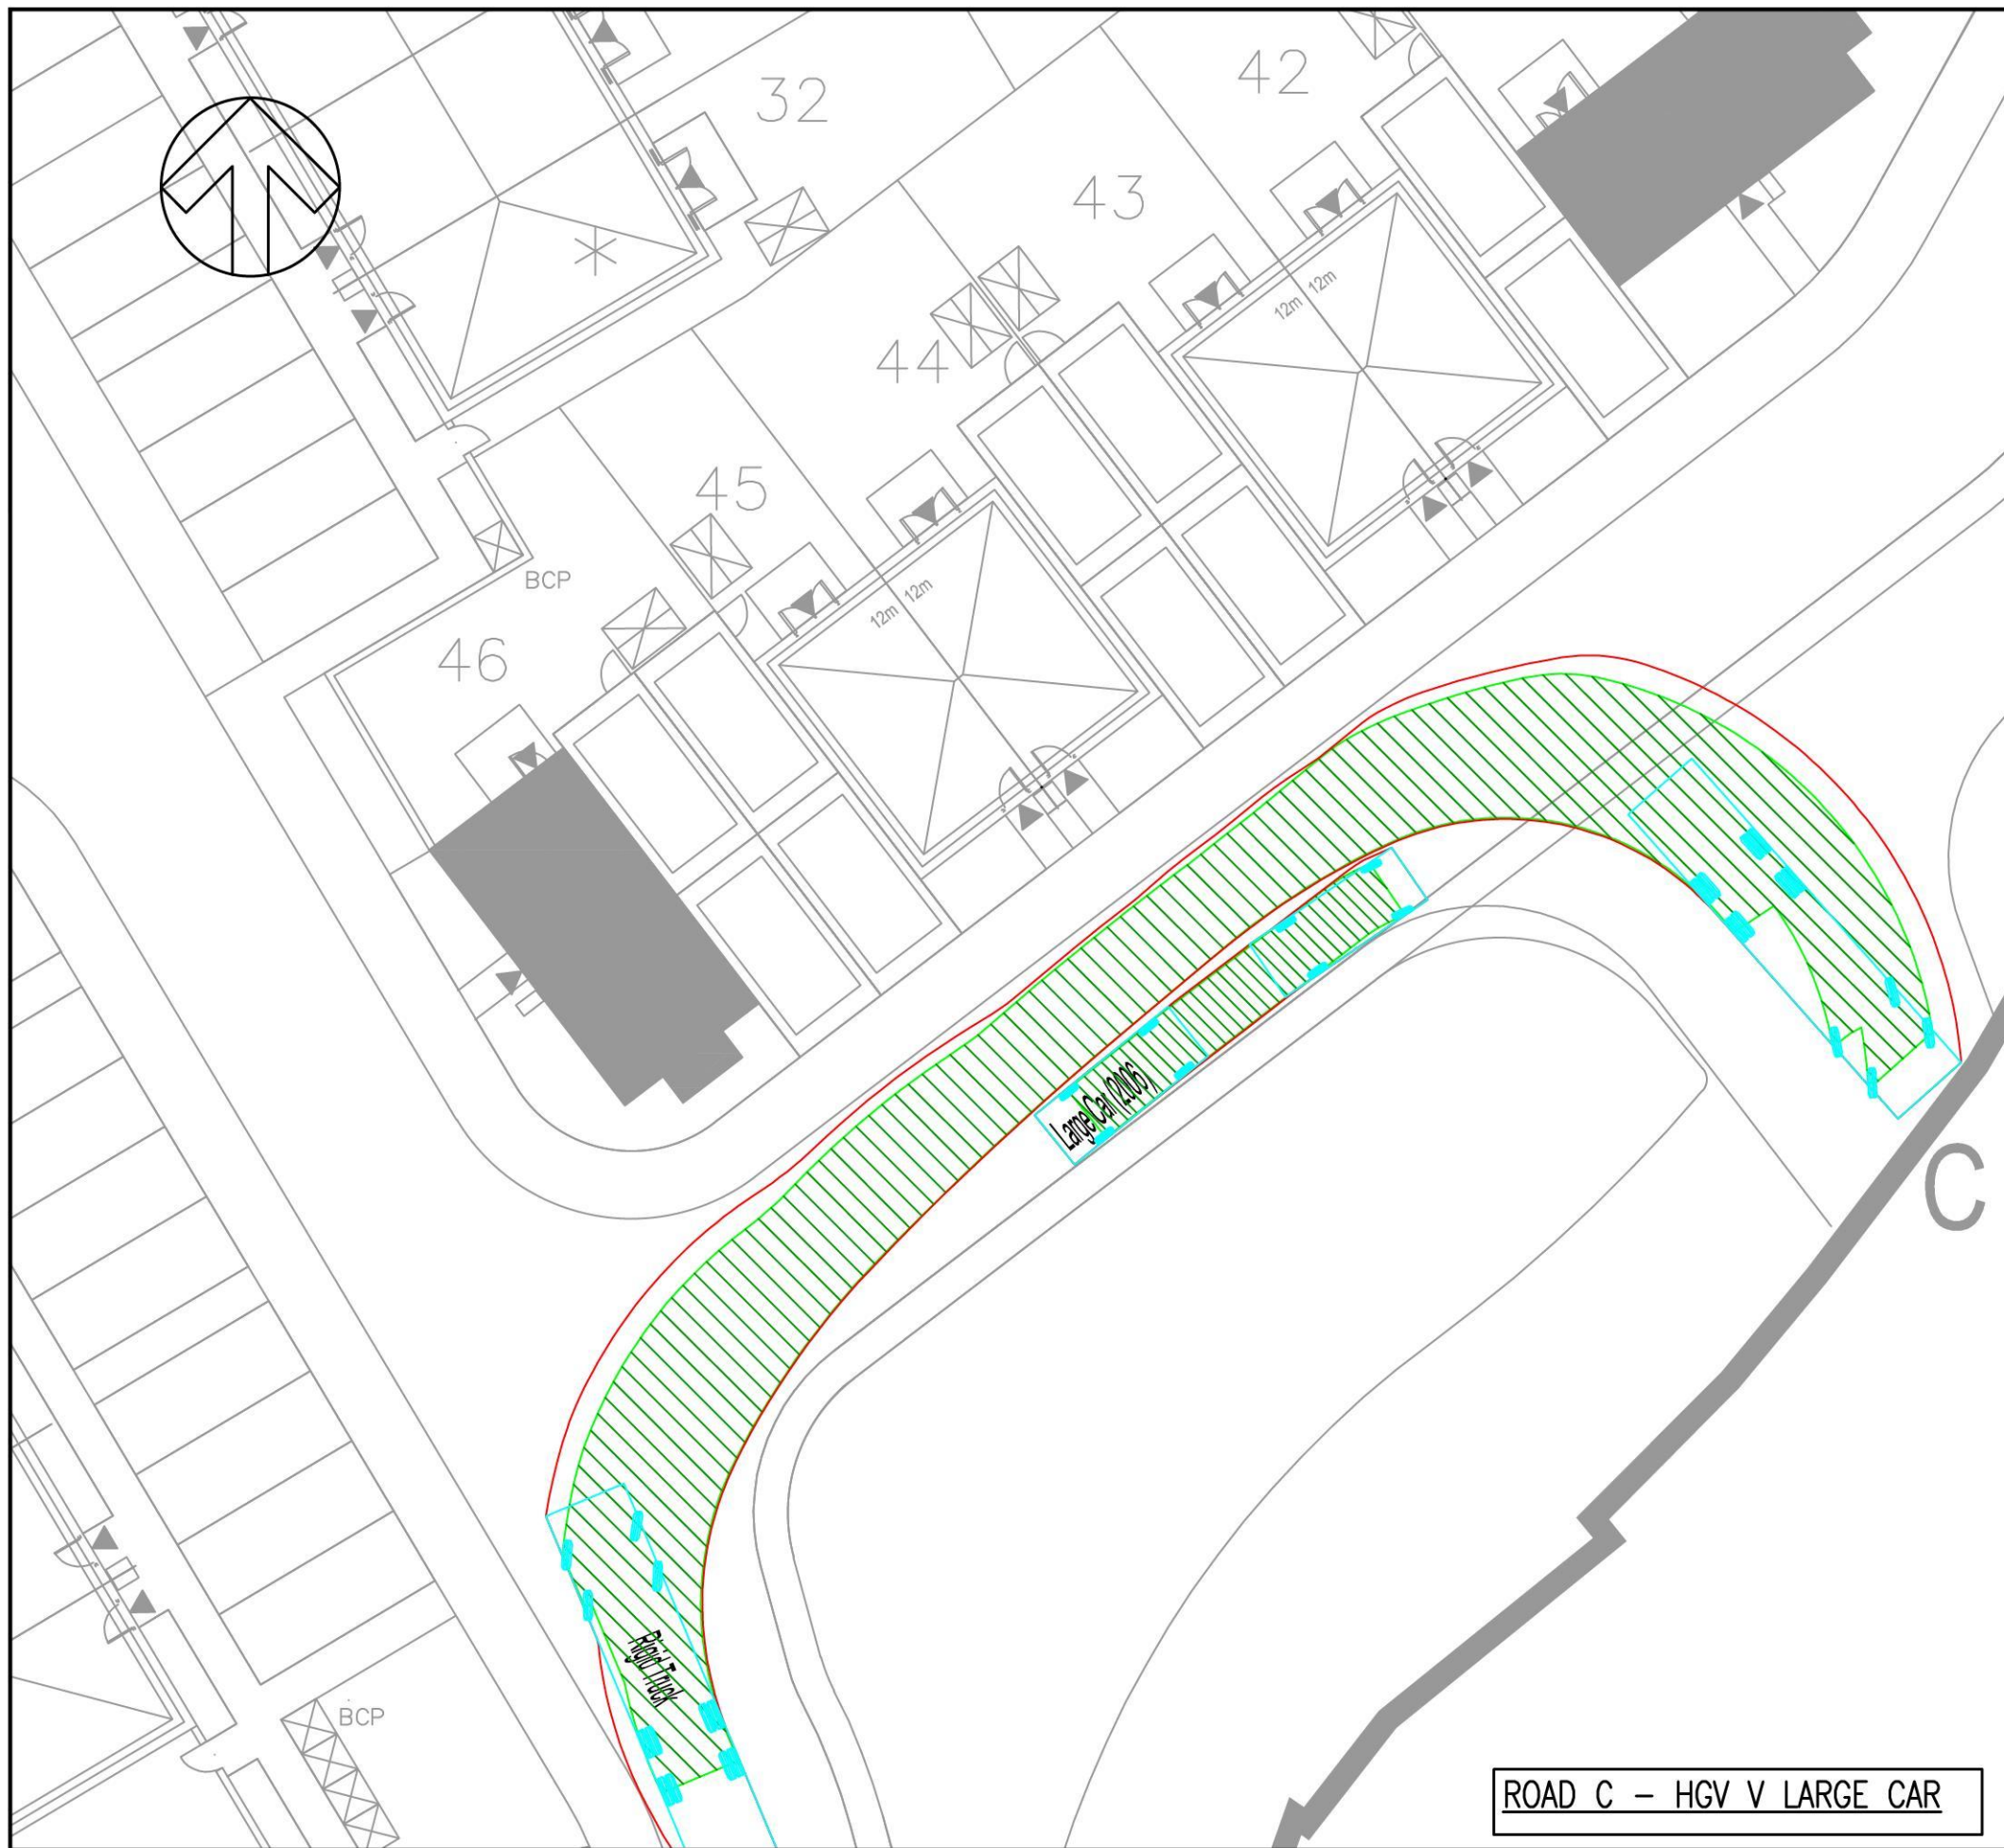 32
42
43
12m 12m
44
45
BCP
12m 12m
46
Large Car (2006)
C
Rigid Truck
BCP
ROAD C - HGV V LARGE CAR